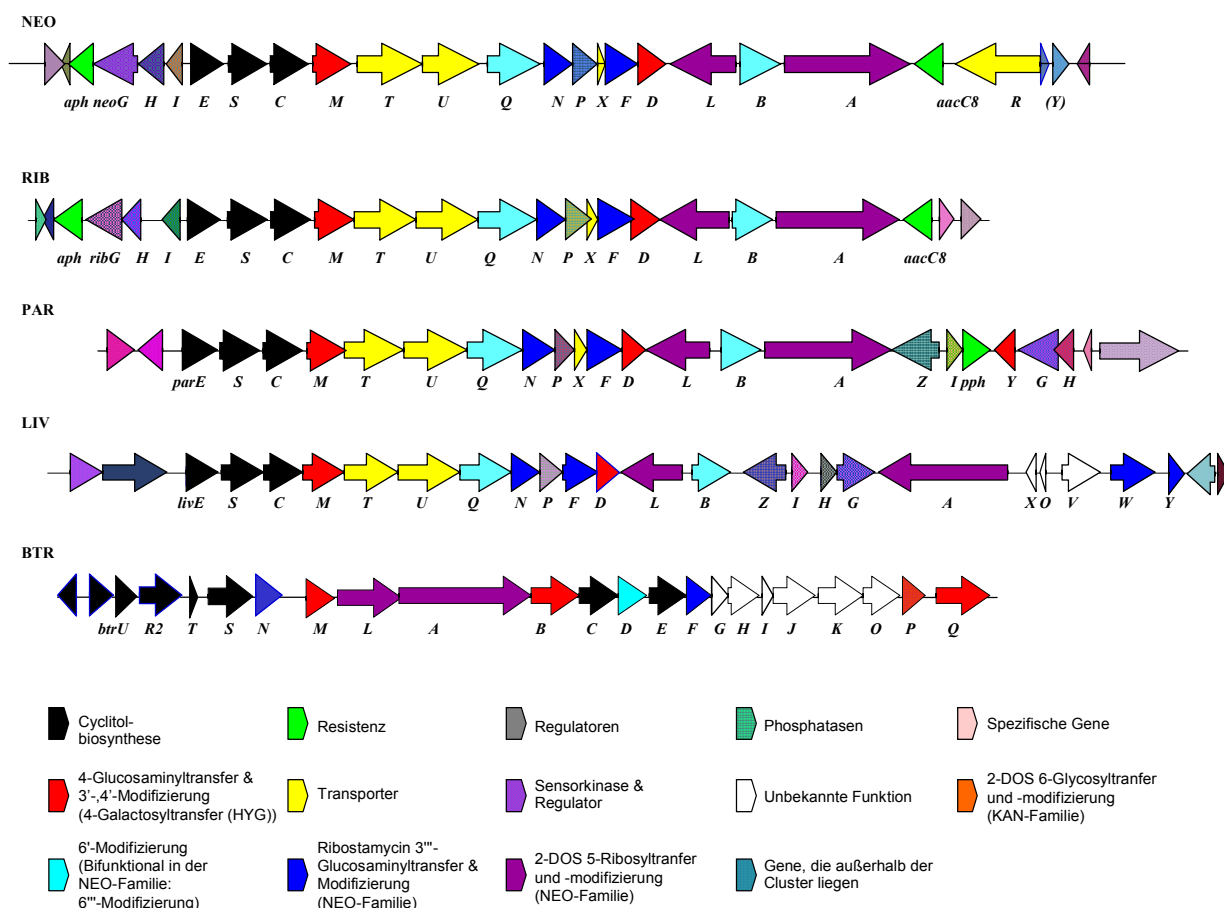 NEO
aph neoG H I E S C M T U Q N P X F D L B A aacC8 R (Y)
RIB
aph ribG H I E S C M T U Q N P X F D L B A aacC8
PAR
parE S C M T U Q N P X F D L B A Z I pph Y G H
LIV
livE S C M T U Q N P F D L B Z I H G A X O V W Y
BTR
btrU R2 T S N M L A B C D E F G H I J K O P Q
Cyclitol-
biosynthese
Resistenz
Regulatoren
Phosphatasen
Spezifische Gene
4-Glucosaminyltransfer &
3'-,4'-Modifizierung
(4-Galactosyltransfer (HYG))
Transporter
Sensorkinase &
Regulator
Unbekannte Funktion
2-DOS 6-Glycosyltranfer
und -modifizierung
(KAN-Familie)
6'-Modifizierung
(Bifunktional in der
NEO-Familie:
6'''-Modifizierung)
Ribostamycin 3'''-
Glucosaminyltransfer &
Modifizierung
(NEO-Familie)
2-DOS 5-Ribosyltranfer
und -modifizierung
(NEO-Familie)
Gene, die außerhalb der
Cluster liegen